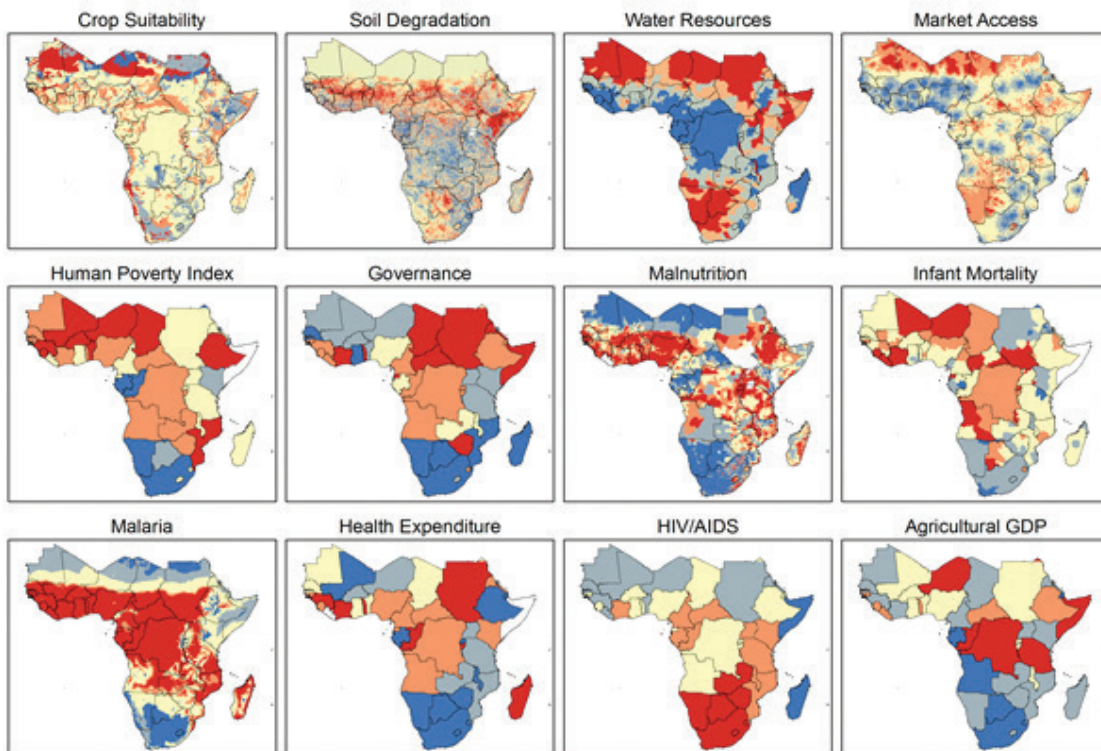 Crop Suitability
Soil Degradation
Water Resources
Market Access
Human Poverty Index
Governance
Malnutrition
Infant Mortality
Malaria
Health Expenditure
HIV/AIDS
Agricultural GDP